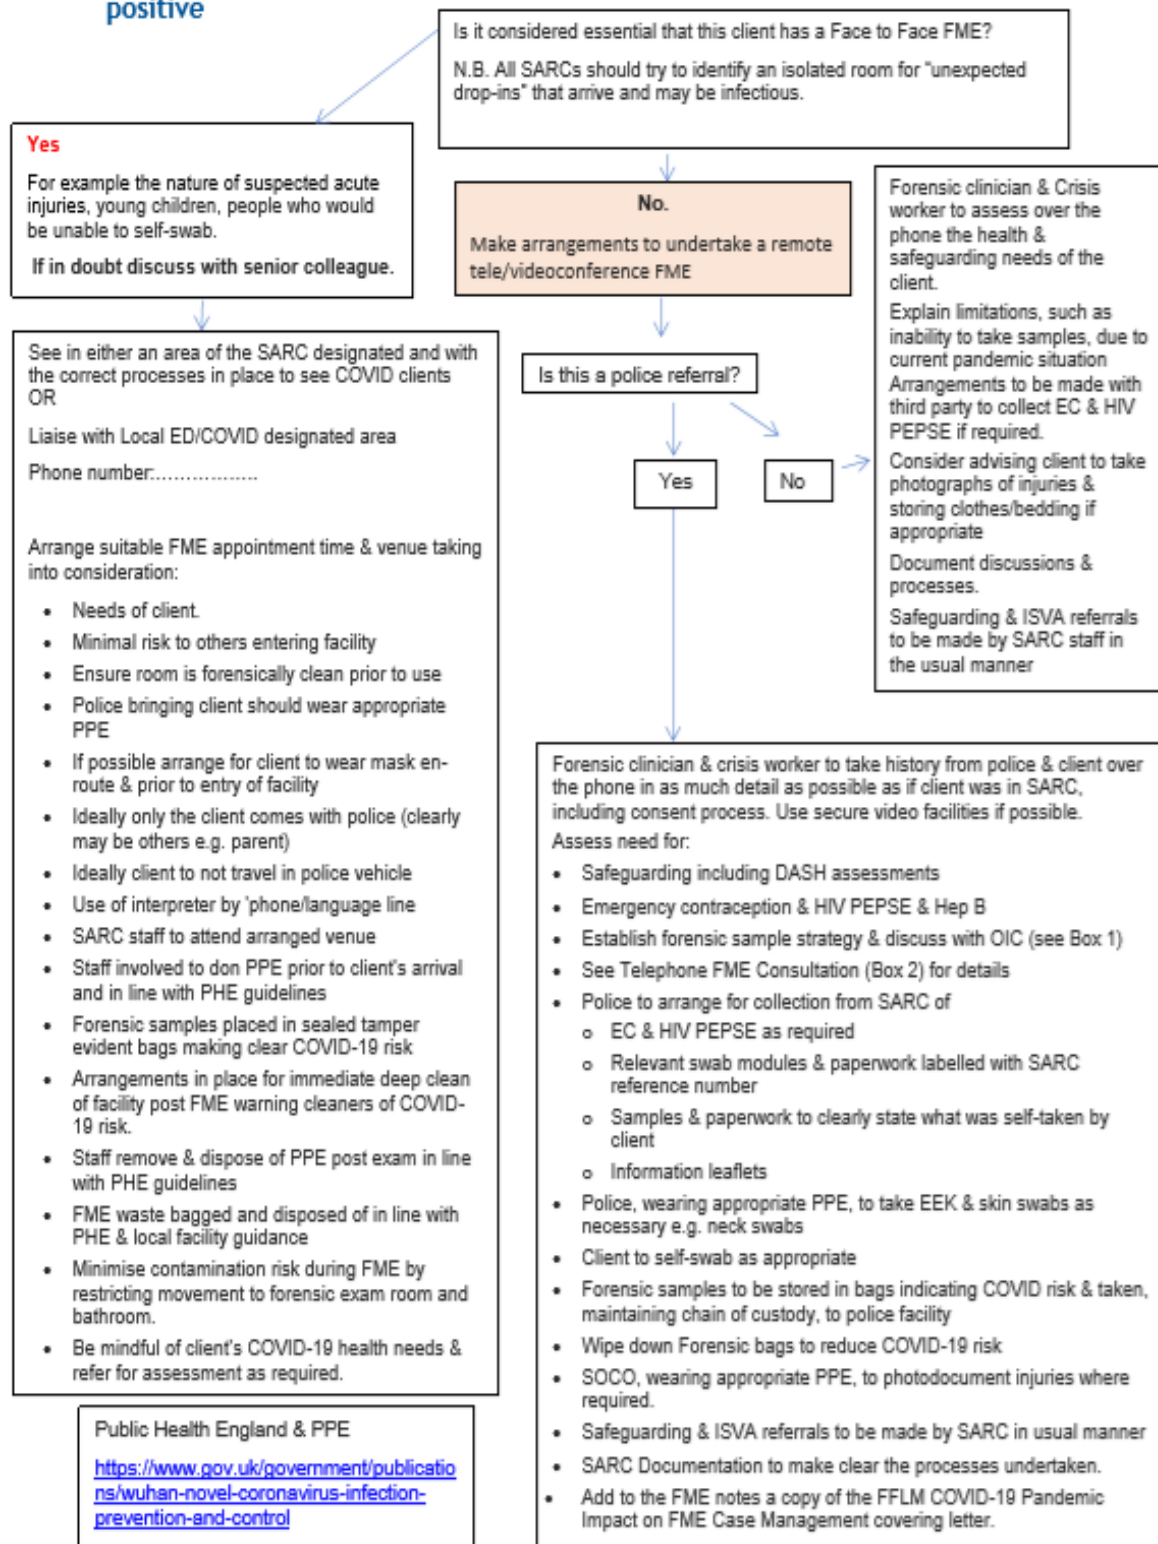 positive
Is it considered essential that this client has a Face to Face FME?
N.B. All SARCs should try to identify an isolated room for "unexpected
drop-ins" that arrive and may be infectious.
Yes
For example the nature of suspected acute
injuries, young children, people who would
be unable to self-swab.
If in doubt discuss with senior colleague.
No.
Make arrangements to undertake a remote
tele/videoconference FME
Is this a police referral?
Yes
No
Forensic clinician & Crisis
worker to assess over the
phone the health &
safeguarding needs of the
client.
Explain limitations, such as
inability to take samples, due to
current pandemic situation
Arrangements to be made with
third party to collect EC & HIV
PEPSE if required.
Consider advising client to take
photographs of injuries &
storing clothes/bedding if
appropriate
Document discussions &
processes.
Safeguarding & ISVA referrals
to be made by SARC staff in
the usual manner
See in either an area of the SARC designated and with
the correct processes in place to see COVID clients
OR
Liaise with Local ED/COVID designated area
Phone number:………………..
Arrange suitable FME appointment time & venue taking
into consideration:
• Needs of client.
• Minimal risk to others entering facility
• Ensure room is forensically clean prior to use
• Police bringing client should wear appropriate
PPE
• If possible arrange for client to wear mask en-
route & prior to entry of facility
• Ideally only the client comes with police (clearly
may be others e.g. parent)
• Ideally client to not travel in police vehicle
• Use of interpreter by 'phone/language line
• SARC staff to attend arranged venue
• Staff involved to don PPE prior to client's arrival
and in line with PHE guidelines
• Forensic samples placed in sealed tamper
evident bags making clear COVID-19 risk
• Arrangements in place for immediate deep clean
of facility post FME warning cleaners of COVID-
19 risk.
• Staff remove & dispose of PPE post exam in line
with PHE guidelines
• FME waste bagged and disposed of in line with
PHE & local facility guidance
• Minimise contamination risk during FME by
restricting movement to forensic exam room and
bathroom.
• Be mindful of client's COVID-19 health needs &
refer for assessment as required.
Forensic clinician & crisis worker to take history from police & client over
the phone in as much detail as possible as if client was in SARC,
including consent process. Use secure video facilities if possible.
Assess need for:
• Safeguarding including DASH assessments
• Emergency contraception & HIV PEPSE & Hep B
• Establish forensic sample strategy & discuss with OIC (see Box 1)
• See Telephone FME Consultation (Box 2) for details
• Police to arrange for collection from SARC of
o EC & HIV PEPSE as required
o Relevant swab modules & paperwork labelled with SARC
reference number
o Samples & paperwork to clearly state what was self-taken by
client
o Information leaflets
• Police, wearing appropriate PPE, to take EEK & skin swabs as
necessary e.g. neck swabs
• Client to self-swab as appropriate
• Forensic samples to be stored in bags indicating COVID risk & taken,
maintaining chain of custody, to police facility
• Wipe down Forensic bags to reduce COVID-19 risk
• SOCO, wearing appropriate PPE, to photodocument injuries where
required.
• Safeguarding & ISVA referrals to be made by SARC in usual manner
• SARC Documentation to make clear the processes undertaken.
• Add to the FME notes a copy of the FFLM COVID-19 Pandemic
Impact on FME Case Management covering letter.
Public Health England & PPE
https://www.gov.uk/government/publicatio
ns/wuhan-novel-coronavirus-infection-
prevention-and-control